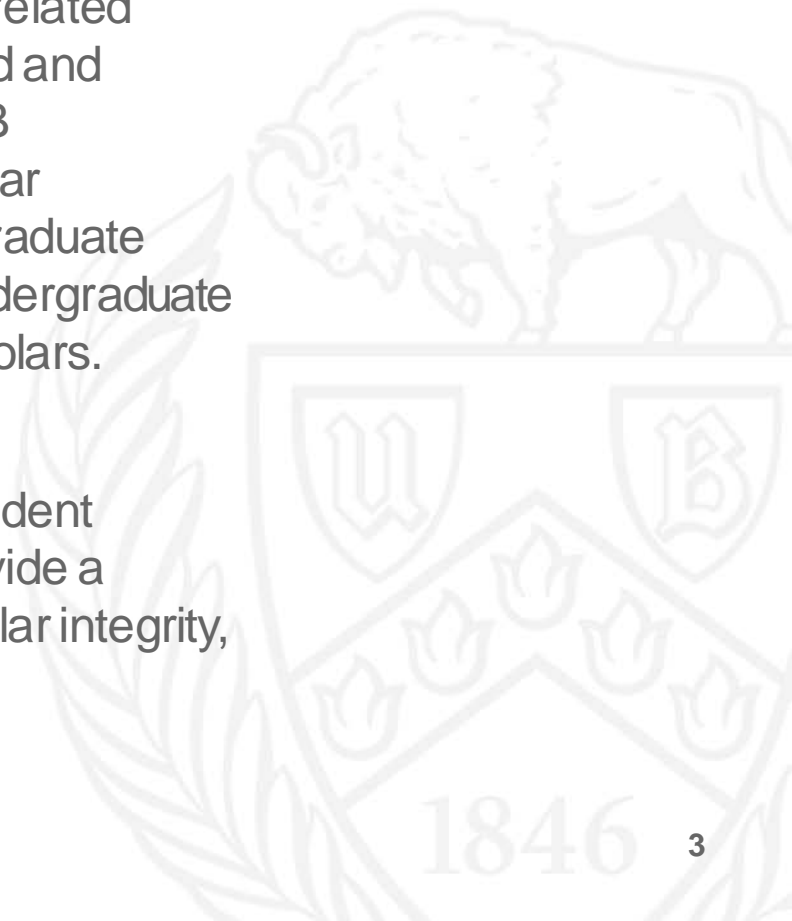 related
d and
3
ar
raduate
dergraduate
olars.
dent
vide a
lar integrity,
U B
1846
3